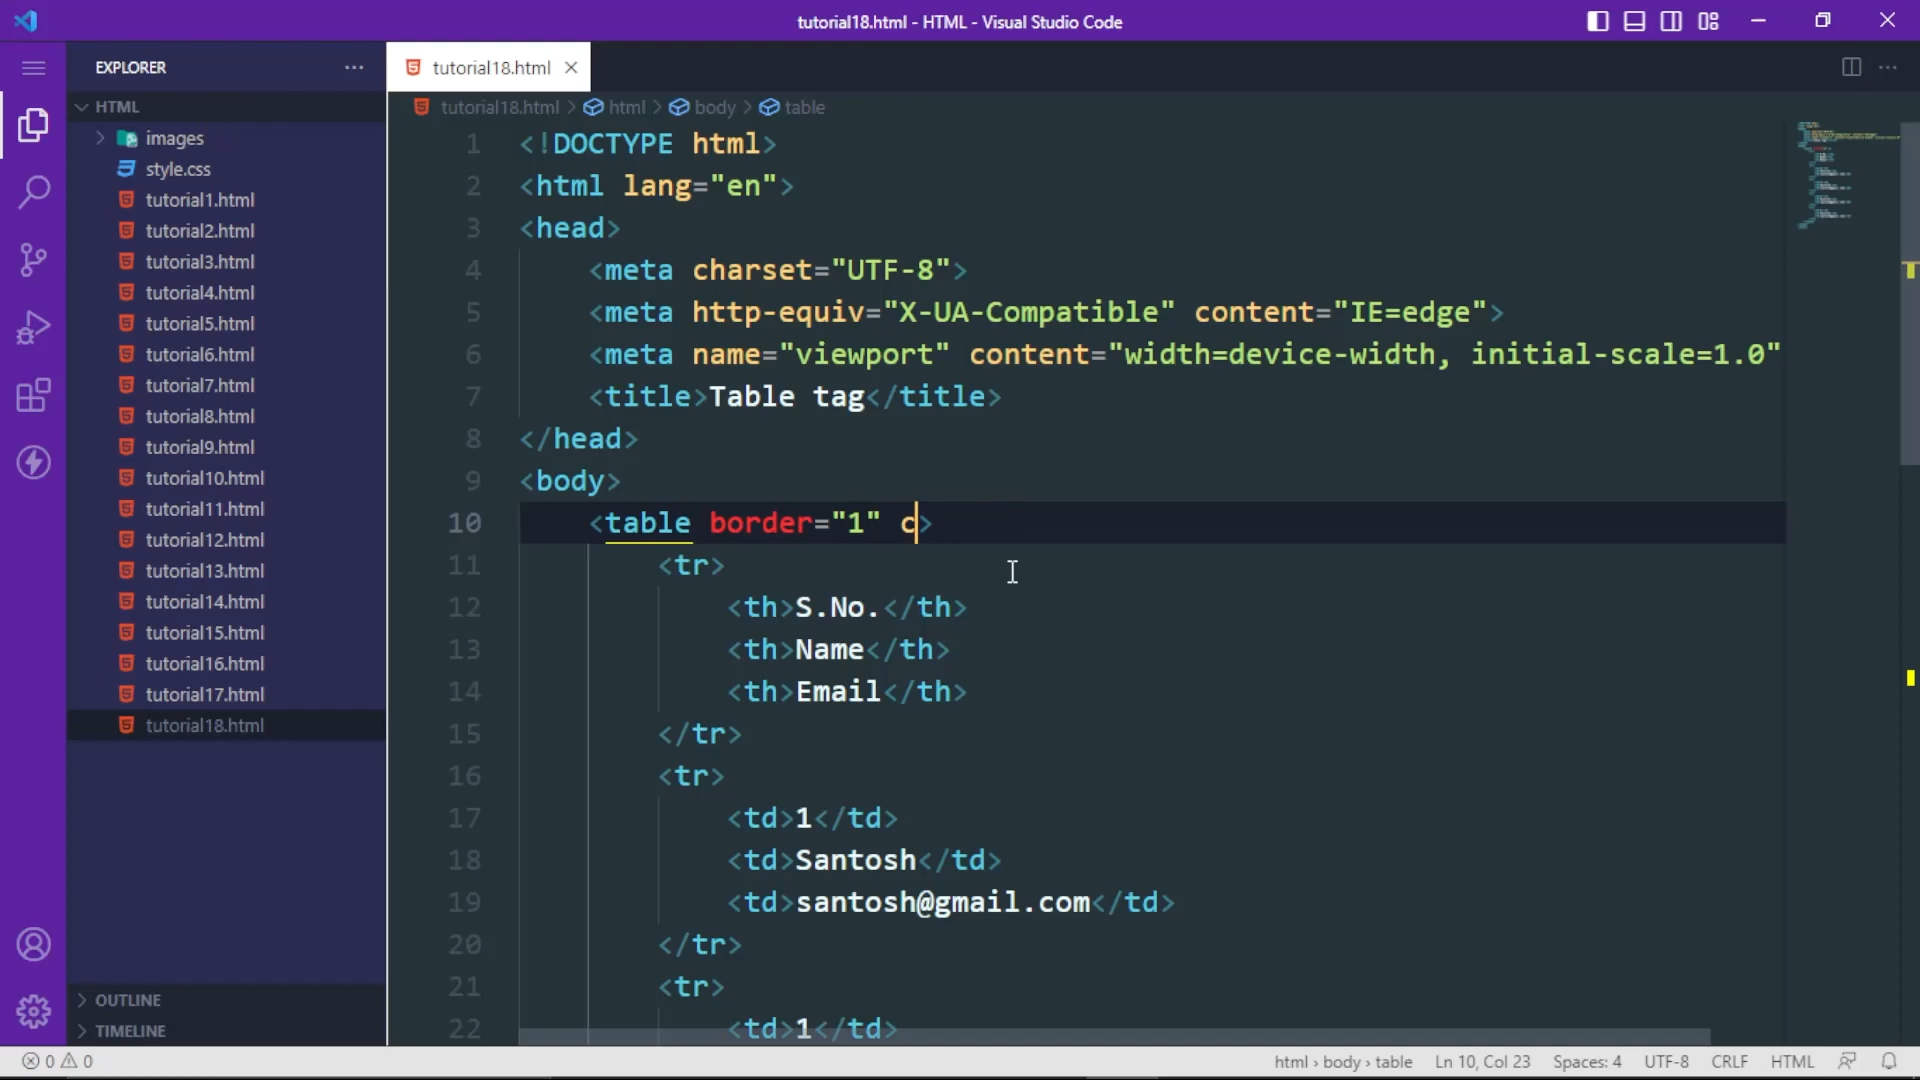 tutorial18.html - HTML - Visual Studio Code
EXPLORER
HTML
images
style.css
tutorial1.html
tutorial2.html
tutorial3.html
tutorial4.html
tutorial5.html
tutorial6.html
tutorial7.html
tutorial8.html
tutorial9.html
tutorial10.html
tutorial11.html
tutorial12.html
tutorial13.html
tutorial14.html
tutorial15.html
tutorial16.html
tutorial17.html
tutorial18.html
OUTLINE
TIMELINE
tutorial18.html
tutorial18.html > html > body > table
1 <!DOCTYPE html>
2 <html lang="en">
3 <head>
4 <meta charset="UTF-8">
5 <meta http-equiv="X-UA-Compatible" content="IE=edge">
6 <meta name="viewport" content="width=device-width, initial-scale=1.0"
7 <title>Table tag</title>
8 </head>
9 <body>
10 <table border="1" c>
11 <tr>
12 <th>S.No.</th>
13 <th>Name</th>
14 <th>Email</th>
15 </tr>
16 <tr>
17 <td>1</td>
18 <td>Santosh</td>
19 <td>santosh@gmail.com</td>
20 </tr>
21 <tr>
22 <td>1</td>
0 0 html › body › table Ln 10, Col 23 Spaces: 4 UTF-8 CRLF HTML